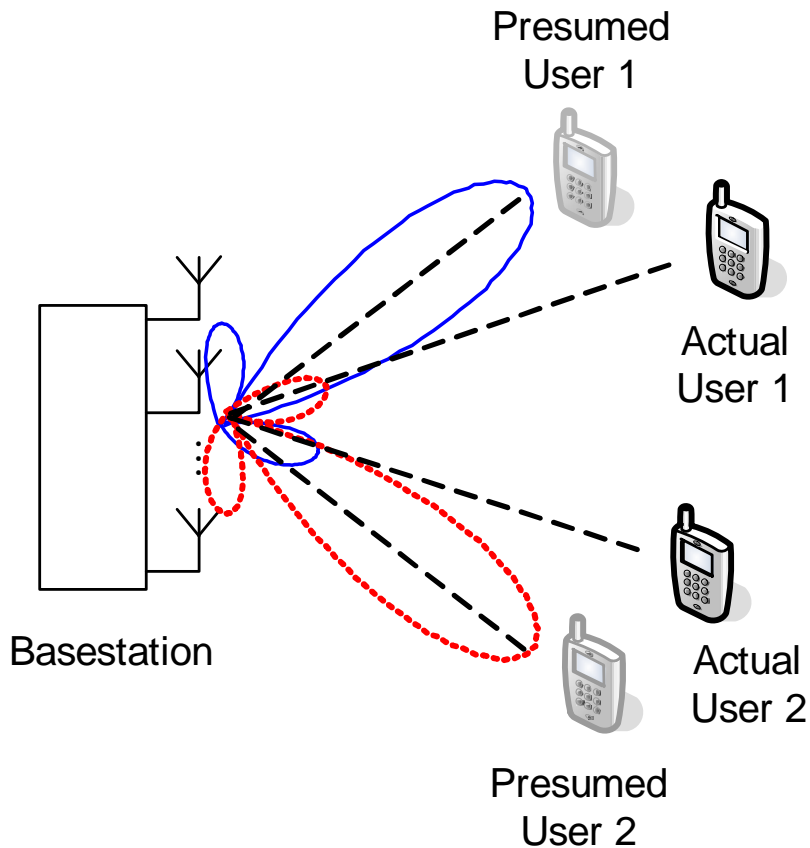 Presumed
User 1
Actual
User 1
Basestation
Actual
User 2
Presumed
User 2